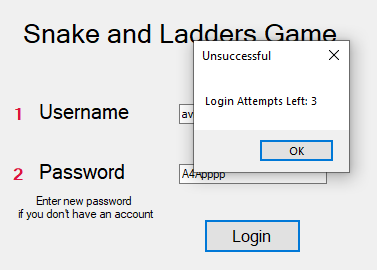 Snake and Ladders Game
Unsuccessful
Login Attempts Left: 3
OK
1 Username
av
2 Password
A4Apppp
Enter new password
if you don't have an account
Login